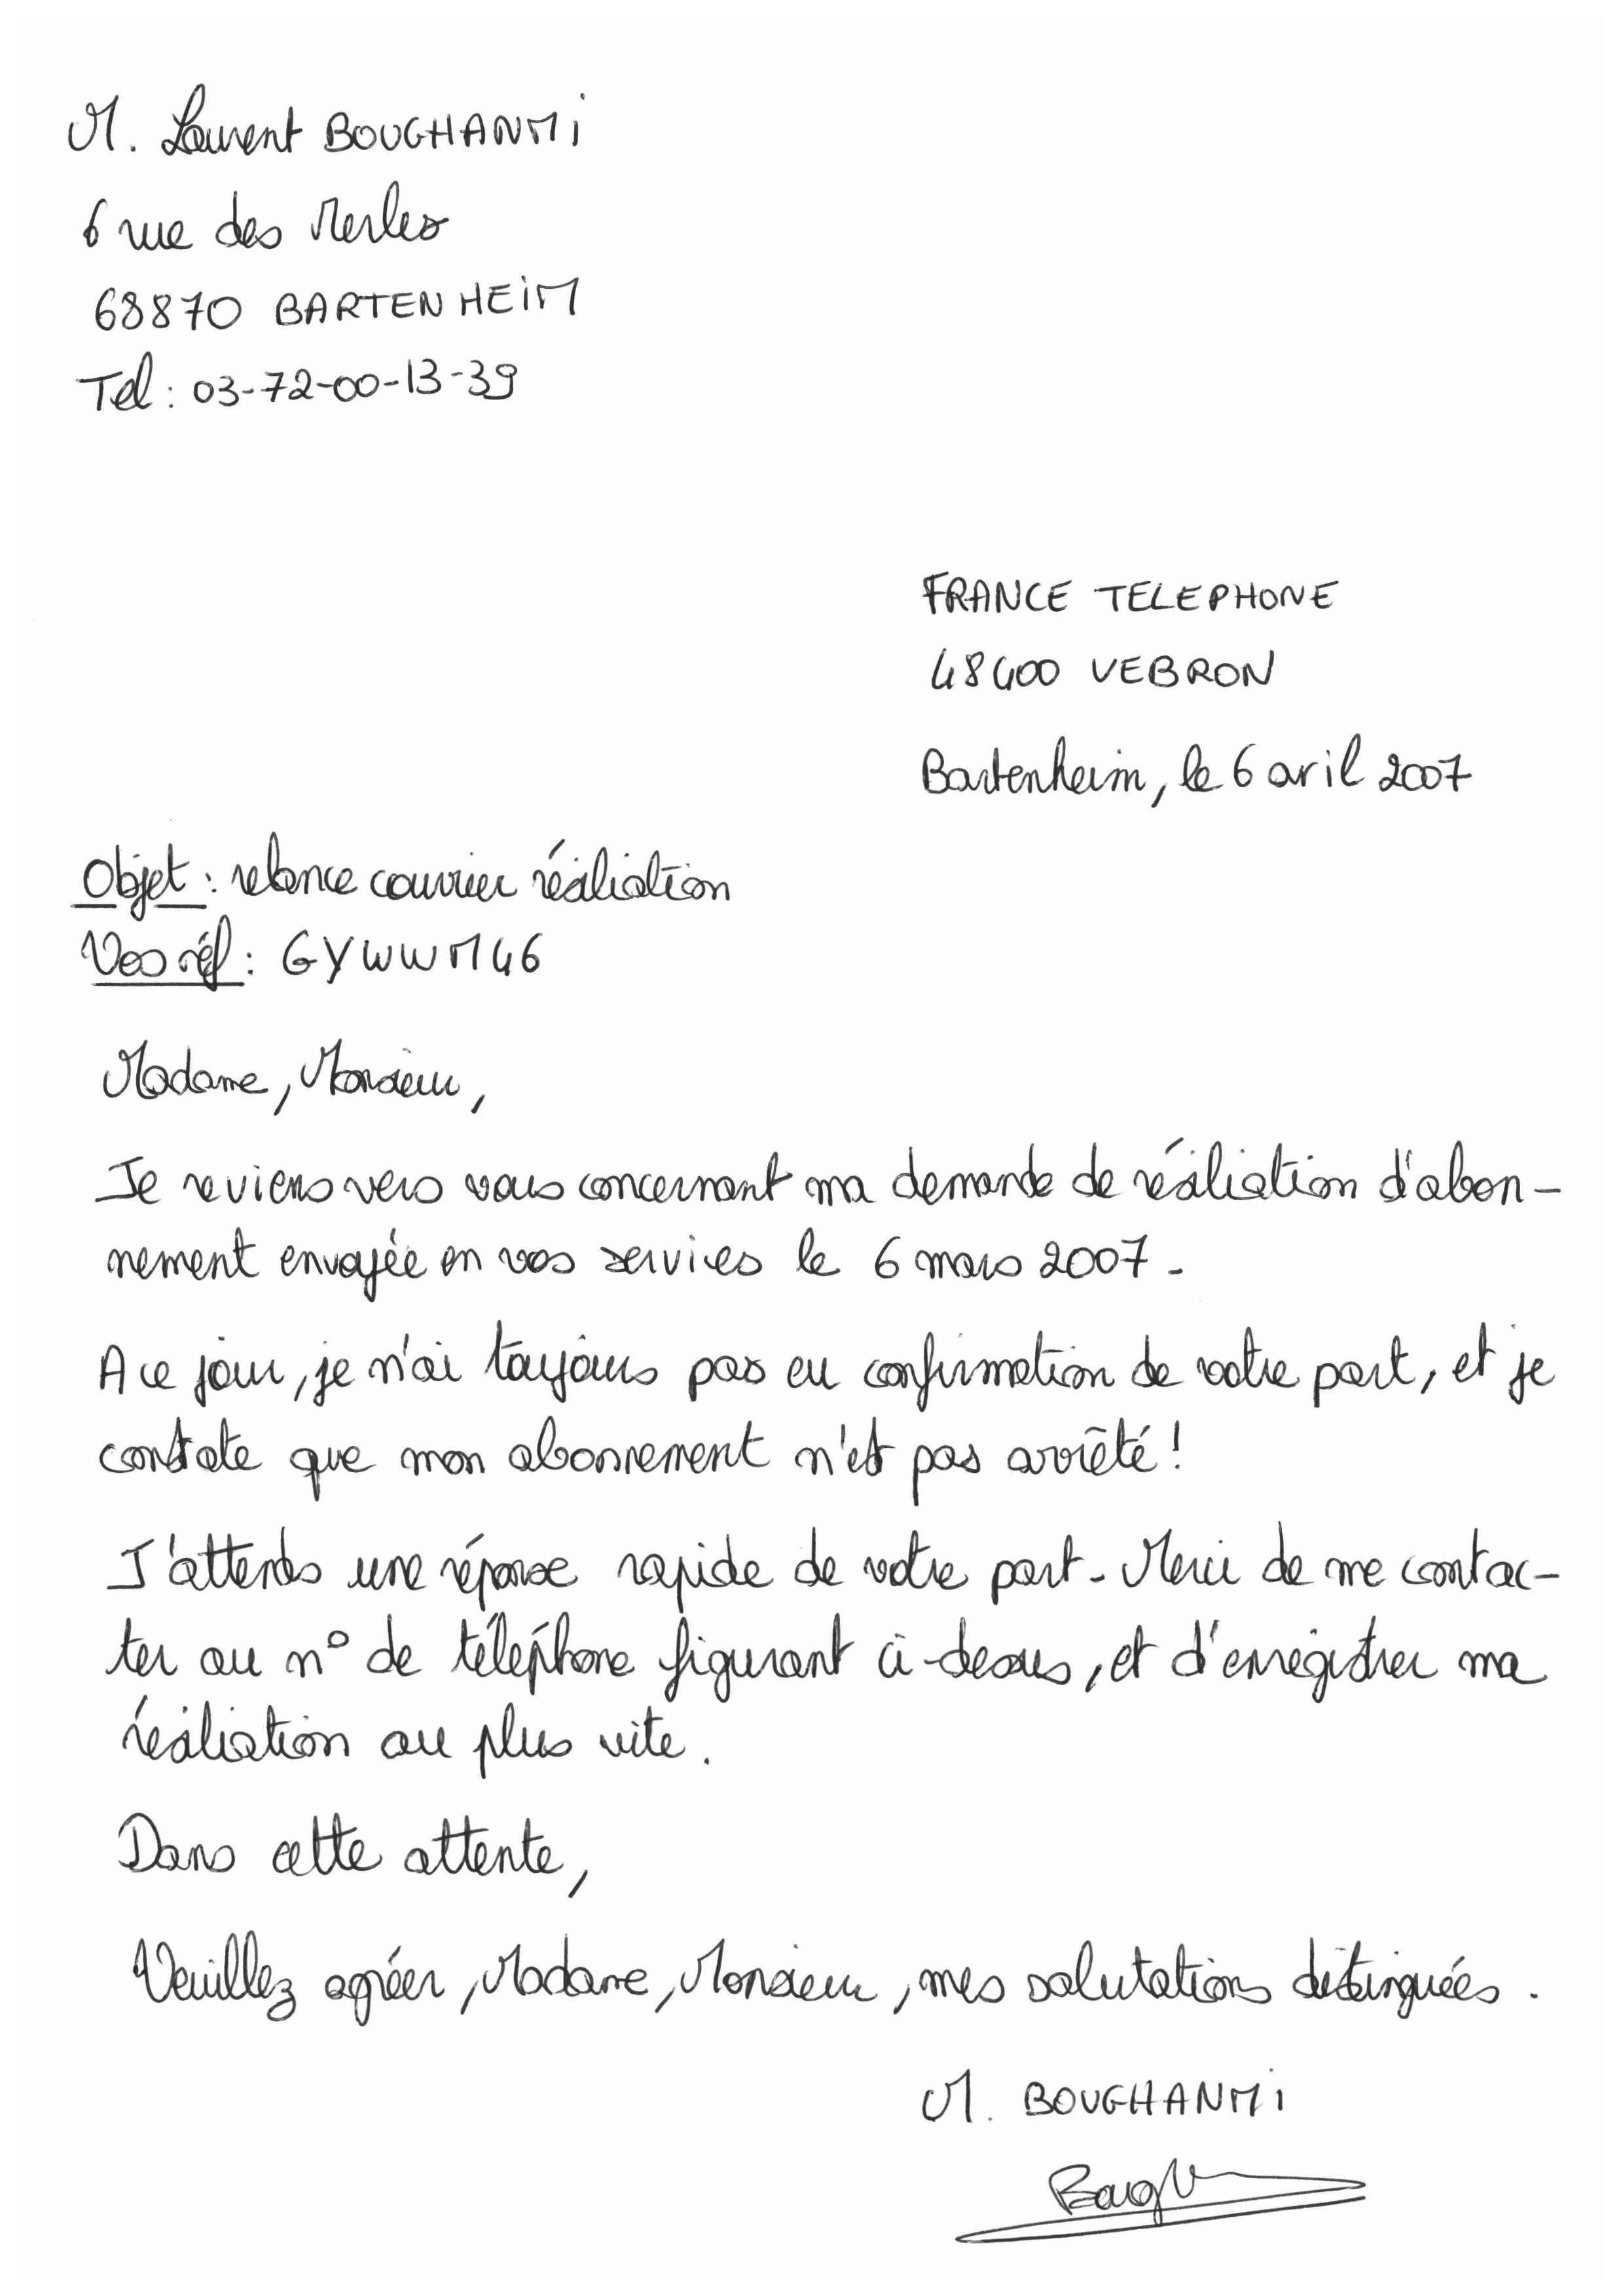 M. Laurent BOUGHANMI
6 rue des Merles
68870 BARTENHEIM
Tel : 03-72-00-13-39
FRANCE TELEPHONE
48400 VEBRON
Bartenheim, le 6 avril 2007
Objet : relance courrier résiliation
Vos réf : GYWWM46
Madame, Monsieur,
Je reviens vers vous concernant ma demande de résiliation d'abon-
nement envoyée en vos services le 6 mars 2007.
A ce jour, je n'ai toujours pas eu confirmation de votre part, et je
constate que mon abonnement n'est pas arrêté !
J'attends une réponse rapide de votre part. Merci de me contac-
ter au n° de téléphone figurant ci-dessus, et d'enregistrer ma
résiliation au plus vite.
Dans cette attente,
Veuillez agréer, Madame, Monsieur, mes salutations distinguées.
M. BOUGHANMI